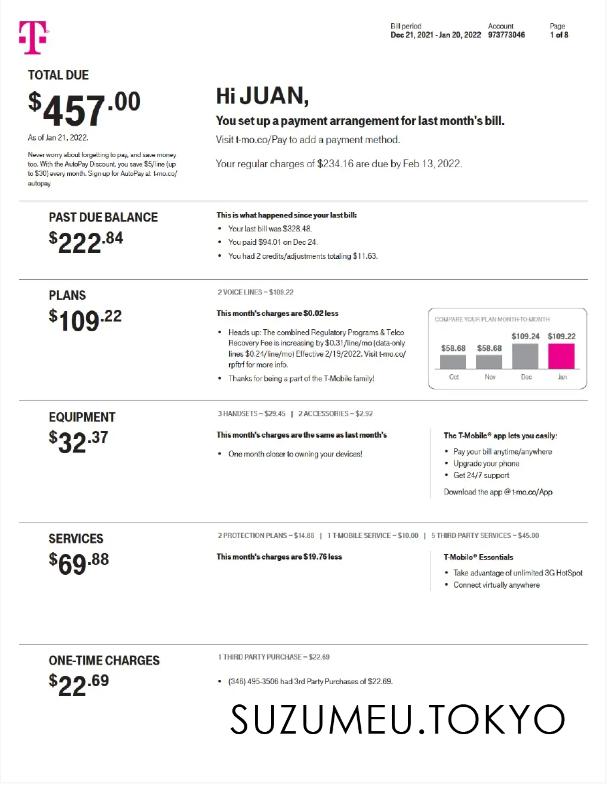 Bill period Account Page
Dec 21, 2021 - Jan 20, 2022 973773046 1 of 8
TOTAL DUE
$457.00
As of Jan 21, 2022.
Never worry about forgetting to pay, and save money
too. With the AutoPay Discount, you save $5/line (up
to $30) every month. Sign up for AutoPay at t-mo.co/
autopay
Hi JUAN,
You set up a payment arrangement for last month's bill.
Visit t-mo.co/Pay to add a payment method.
Your regular charges of $234.16 are due by Feb 13, 2022.
PAST DUE BALANCE
$222.84
This is what happened since your last bill:
• Your last bill was $328.48.
• You paid $94.01 on Dec 24.
• You had 2 credits/adjustments totaling $11.63.
PLANS
$109.22
2 VOICE LINES – $109.22
This month's charges are $0.02 less
• Heads up: The combined Regulatory Programs & Telco
Recovery Fee is increasing by $0.31/line/mo (data-only
lines $0.24/line/mo) Effective 2/19/2022. Visit t-mo.co/
rpftrf for more info.
• Thanks for being a part of the T-Mobile family!
COMPARE YOUR PLAN MONTH-TO-MONTH
$58.68 $58.68 $109.24 $109.22
Oct Nov Dec Jan
EQUIPMENT
$32.37
3 HANDSETS – $29.45 | 2 ACCESSORIES – $2.92
This month's charges are the same as last month's
• One month closer to owning your devices!
The T-Mobile® app lets you easily:
• Pay your bill anytime/anywhere
• Upgrade your phone
• Get 24/7 support
Download the app @ t-mo.co/App
SERVICES
$69.88
2 PROTECTION PLANS – $14.88 | 1 T-MOBILE SERVICE – $10.00 | 5 THIRD PARTY SERVICES – $45.00
This month's charges are $19.76 less
T-Mobile® Essentials
• Take advantage of unlimited 3G HotSpot
• Connect virtually anywhere
ONE-TIME CHARGES
$22.69
1 THIRD PARTY PURCHASE – $22.69
• (346) 495-3506 had 3rd Party Purchases of $22.69.
SUZUMEU.TOKYO